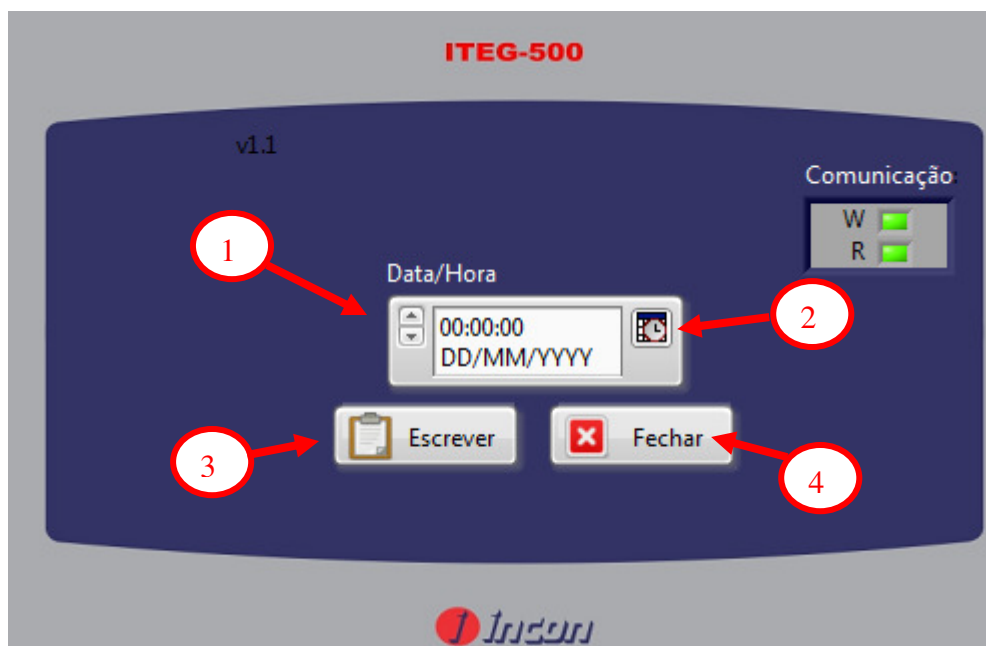 ITEG-500
v1.1
Comunicação:
W
R
1
Data/Hora
2
00:00:00
DD/MM/YYYY
Escrever
Fechar
3
4
Incon